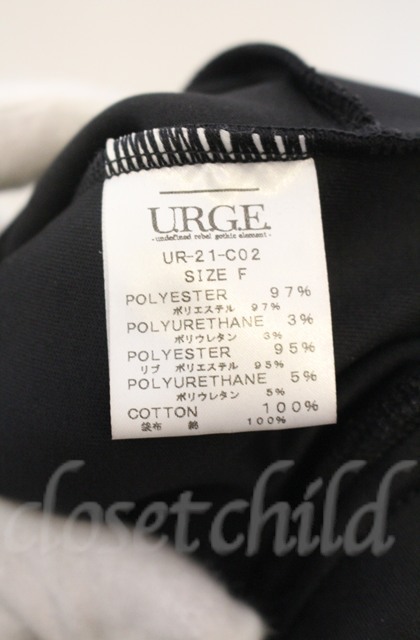 U.R.G.E.
- undefined rebel gothic element -
UR-21-C02
SIZE F
POLYESTER 97%
ポリエステル 97%
POLYURETHANE 3%
ポリウレタン 3%
POLYESTER 95%
リブ ポリエステル 95%
POLYURETHANE 5%
ポリウレタン 5%
COTTON 100%
袋布 綿 100%
closet child